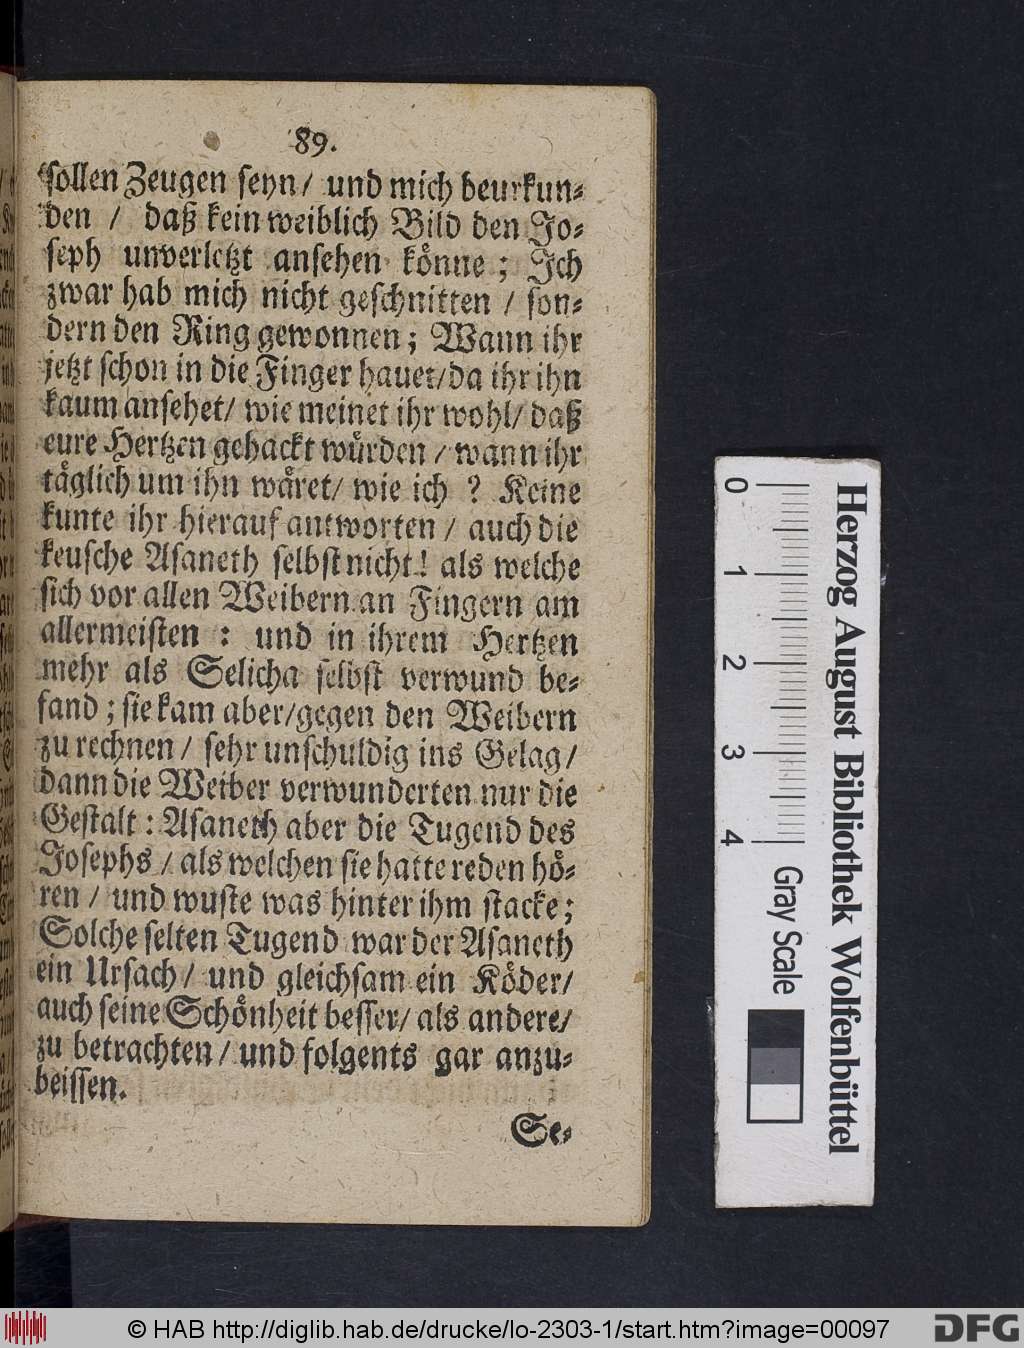 89.
sollen Zeugen seyn / und mich beurkun⸗
den / daß kein weiblich Bild den Jo⸗
seph unverletzt ansehen könne ; Ich
zwar hab mich nicht geschnitten / son⸗
dern den Ring gewonnen ; Wann ihr
jetzt schon in die Finger hauet / da ihr ihn
kaum ansehet / wie meinet ihr wohl / daß
eure Hertzen gehackt würden / wann ihr
täglich um ihn wäret / wie ich ? Keine
kunte ihr hierauf antworten / auch die
keusche Asaneth selbst nicht ! als welche
sich vor allen Weibern an Fingern am
allermeisten : und in ihrem Hertzen
mehr als Selicha selbst verwund be⸗
fand ; sie kam aber / gegen den Weibern
zu rechnen / sehr unschuldig ins Gelag /
dann die Weiber verwunderten nur die
Gestalt : Asaneth aber die Tugend des
Josephs / als welchen sie hatte reden hö⸗
ren / und wuste was hinter ihm stacke ;
Solche selten Tugend war der Asaneth
ein Ursach / und gleichsam ein Köder /
auch seine Schönheit besser / als andere /
zu betrachten / und folgents gar anzu⸗
beissen.
Se⸗
0 1 2 3 4
Gray Scale
Herzog August Bibliothek Wolfenbüttel
© HAB http://diglib.hab.de/drucke/lo-2303-1/start.htm?image=00097
DFG